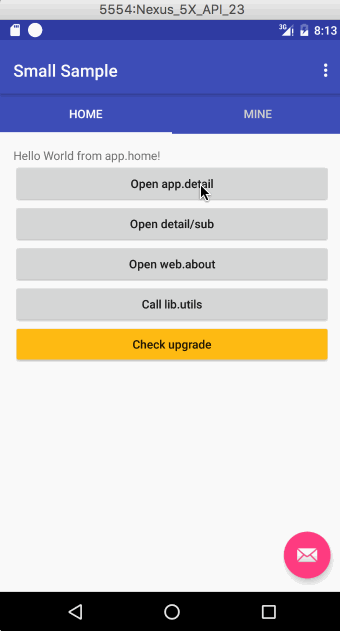 5554:Nexus_5X_API_23
3G 8:13
Small Sample
HOME MINE
Hello World from app.home!
Open app.detail
Open detail/sub
Open web.about
Call lib.utils
Check upgrade